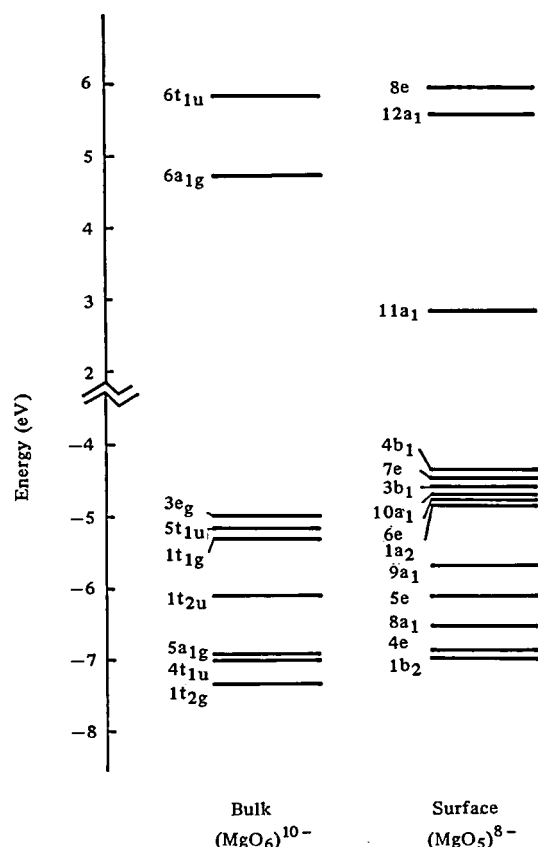 6
5
4
3
2
−4
−5
−6
−7
−8
Energy (eV)
6t1u
6a1g
3eg
5t1u
1t1g
1t2u
5a1g
4t1u
1t2g
Bulk
(MgO6)10−
8e
12a1
11a1
4b1
7e
3b1
10a1
6e
1a2
9a1
5e
8a1
4e
1b2
Surface
(MgO5)8−